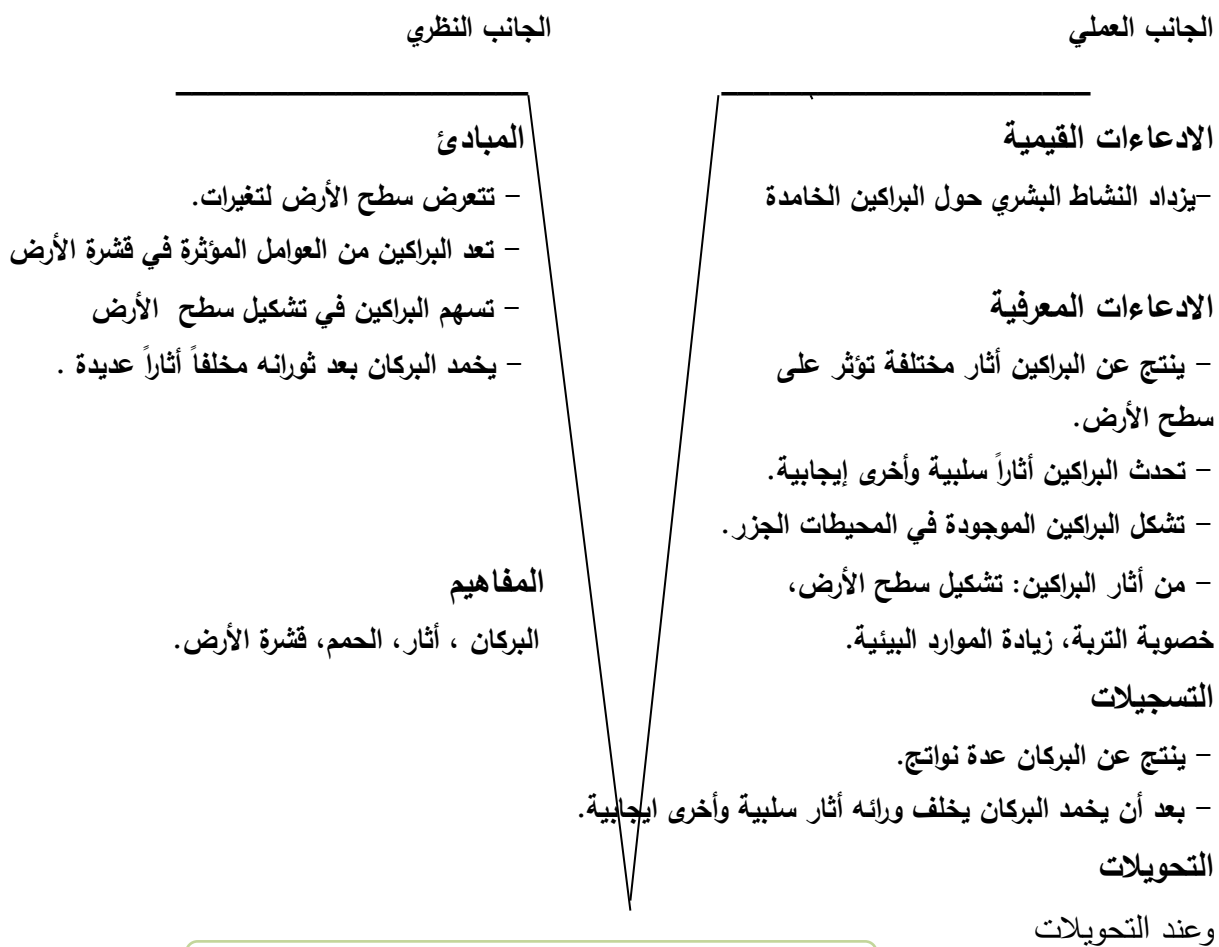 الجانب العملي
الادعاءات القيمية
-يزداد النشاط البشري حول البراكين الخامدة
الادعاءات المعرفية
- ينتج عن البراكين أثار مختلفة تؤثر على
سطح الأرض.
- تحدث البراكين أثاراً سلبية وأخرى إيجابية.
- تشكل البراكين الموجودة في المحيطات الجزر.
- من أثار البراكين: تشكيل سطح الأرض،
خصوبة التربة، زيادة الموارد البيئية.
التسجيلات
- ينتج عن البركان عدة نواتج.
- بعد أن يخمد البركان يخلف ورائه أثار سلبية وأخرى ايجابية.
التحويلات
وعند التحويلات
الجانب النظري
المبادئ
- تتعرض سطح الأرض لتغيرات.
- تعد البراكين من العوامل المؤثرة في قشرة الأرض
- تسهم البراكين في تشكيل سطح الأرض
- يخمد البركان بعد ثورانه مخلفاً أثاراً عديدة .
المفاهيم
البركان ، أثار، الحمم، قشرة الأرض.